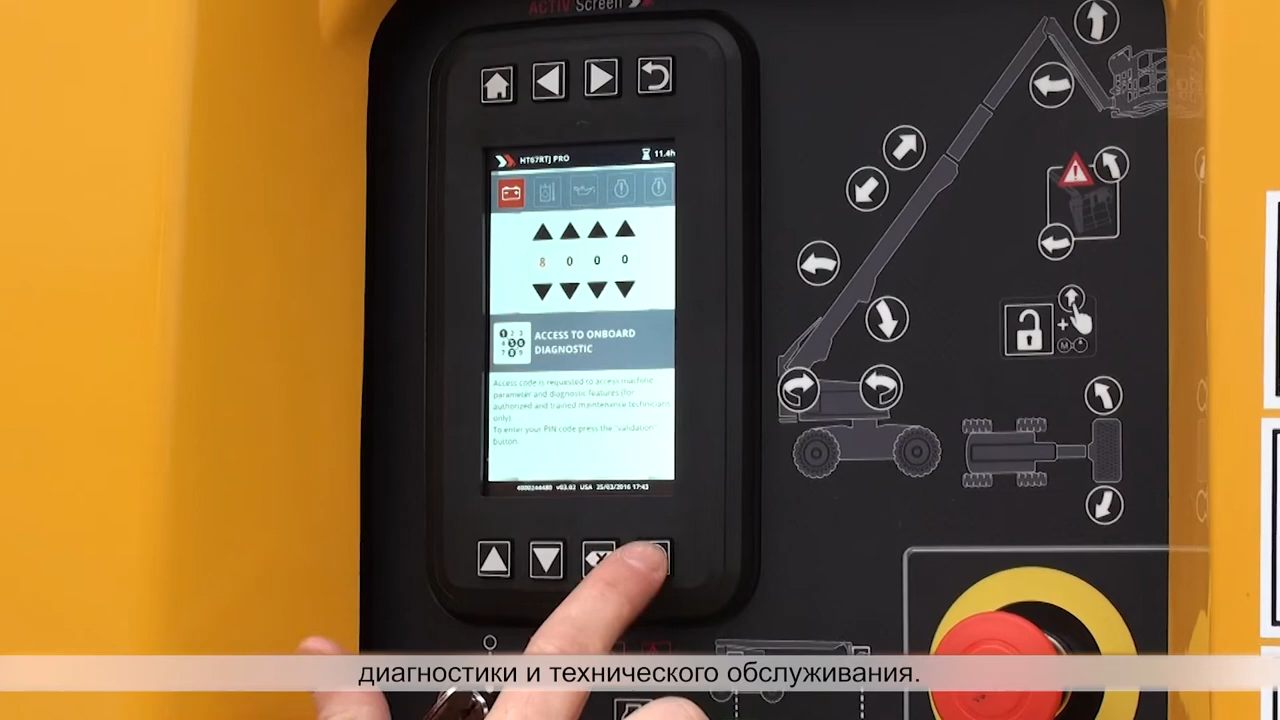 ACTIV Screen
HT67RTJ PRO
11.4h
8 0 0 0
ACCESS TO ONBOARD
DIAGNOSTIC
Access code is requested to access machine
parameter and diagnostic features (for
authorized and trained maintenance technicians
only)
To enter your PIN code press the "validation"
button.
v03.02 USA 25/03/2016 17:43
диагностики и технического обслуживания.